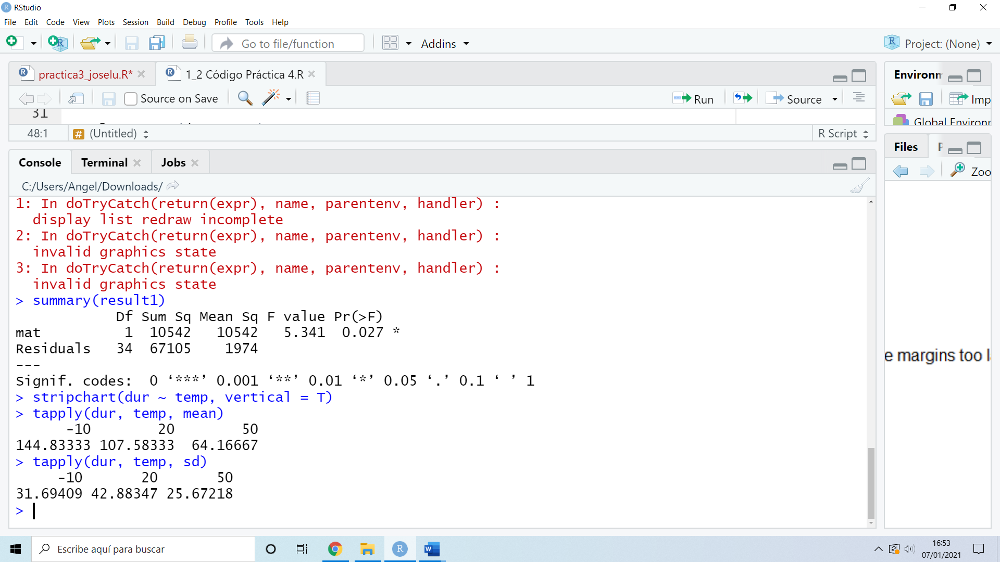 RStudio
File Edit Code View Plots Session Build Debug Profile Tools Help
Go to file/function Addins Project: (None)
practica3_joselu.R* 1_2 Código Práctica 4.R
Source on Save Run Source
31
48:1 # (Untitled) R Script
Console Terminal Jobs
C:/Users/Angel/Downloads/
1: In doTryCatch(return(expr), name, parentenv, handler) :
  display list redraw incomplete
2: In doTryCatch(return(expr), name, parentenv, handler) :
  invalid graphics state
3: In doTryCatch(return(expr), name, parentenv, handler) :
  invalid graphics state
> summary(result1)
            Df Sum Sq Mean Sq F value Pr(>F)
mat          1  10542   10542   5.341  0.027 *
Residuals   34  67105    1974
---
Signif. codes:  0 ‘***’ 0.001 ‘**’ 0.01 ‘*’ 0.05 ‘.’ 0.1 ‘ ’ 1
> stripchart(dur ~ temp, vertical = T)
> tapply(dur, temp, mean)
      -10        20        50
144.83333 107.58333  64.16667
> tapply(dur, temp, sd)
     -10       20       50
31.69409 42.88347 25.67218
>
Environm
Imp
Global Environm
Files P
Zoo
e margins too l
Escribe aquí para buscar
16:53
07/01/2021